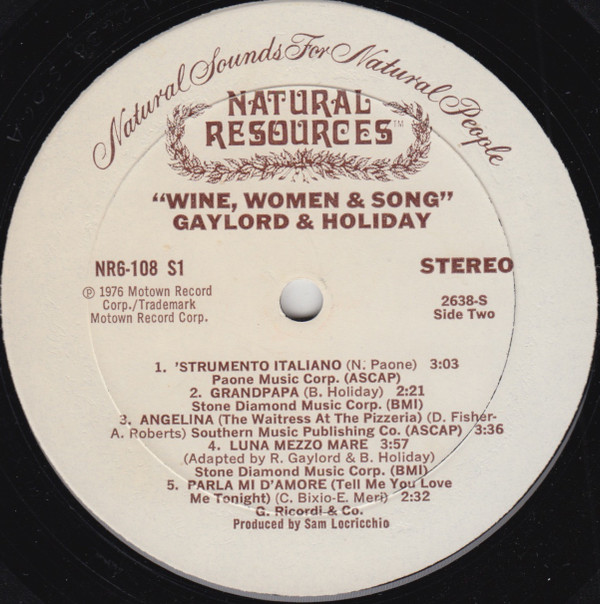 Natural Sounds For Natural People
NATURAL
RESOURCES™
"WINE, WOMEN & SONG"
GAYLORD & HOLIDAY
NR6-108 S1
STEREO
℗ 1976 Motown Record
Corp./Trademark
Motown Record Corp.
2638-S
Side Two
1. 'STRUMENTO ITALIANO (N. Paone) 3:03
Paone Music Corp. (ASCAP)
2. GRANDPAPA (B. Holiday) 2:21
Stone Diamond Music Corp. (BMI)
3. ANGELINA (The Waitress At The Pizzeria) (D. Fisher-
A. Roberts) Southern Music Publishing Co. (ASCAP) 3:36
4. LUNA MEZZO MARE 3:57
(Adapted by R. Gaylord & B. Holiday)
Stone Diamond Music Corp. (BMI)
5. PARLA MI D'AMORE (Tell Me You Love
Me Tonight) (C. Bixio-E. Meri) 2:32
G. Ricordi & Co.
Produced by Sam Locricchio